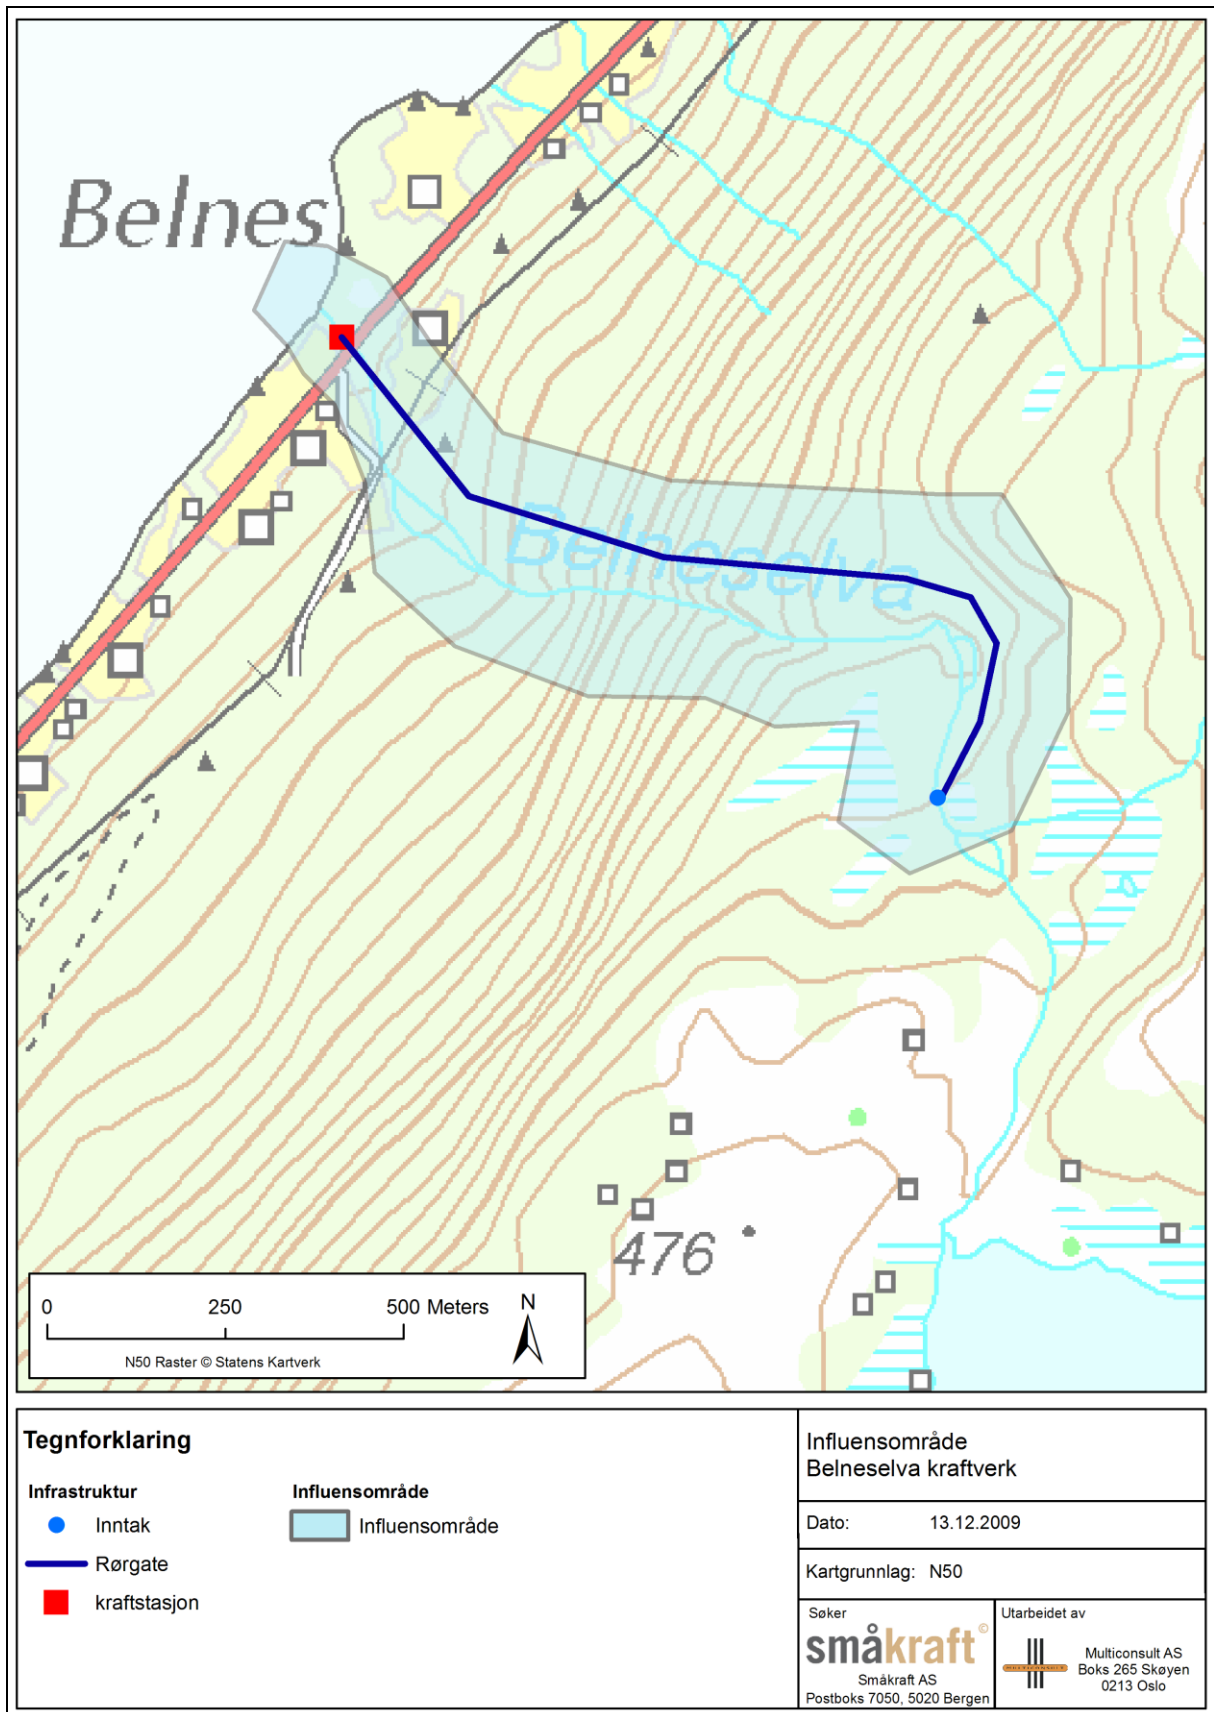 Belnes
Belneselva
476
0 250 500 Meters
N
N50 Raster © Statens Kartverk
Tegnforklaring
Infrastruktur
Inntak
Rørgate
kraftstasjon
Influensområde
Influensområde
Influensområde
Belneselva kraftverk
Dato: 13.12.2009
Kartgrunnlag: N50
Søker
småkraft©
Småkraft AS
Postboks 7050, 5020 Bergen
Utarbeidet av
MULTICONSULT
Multiconsult AS
Boks 265 Skøyen
0213 Oslo